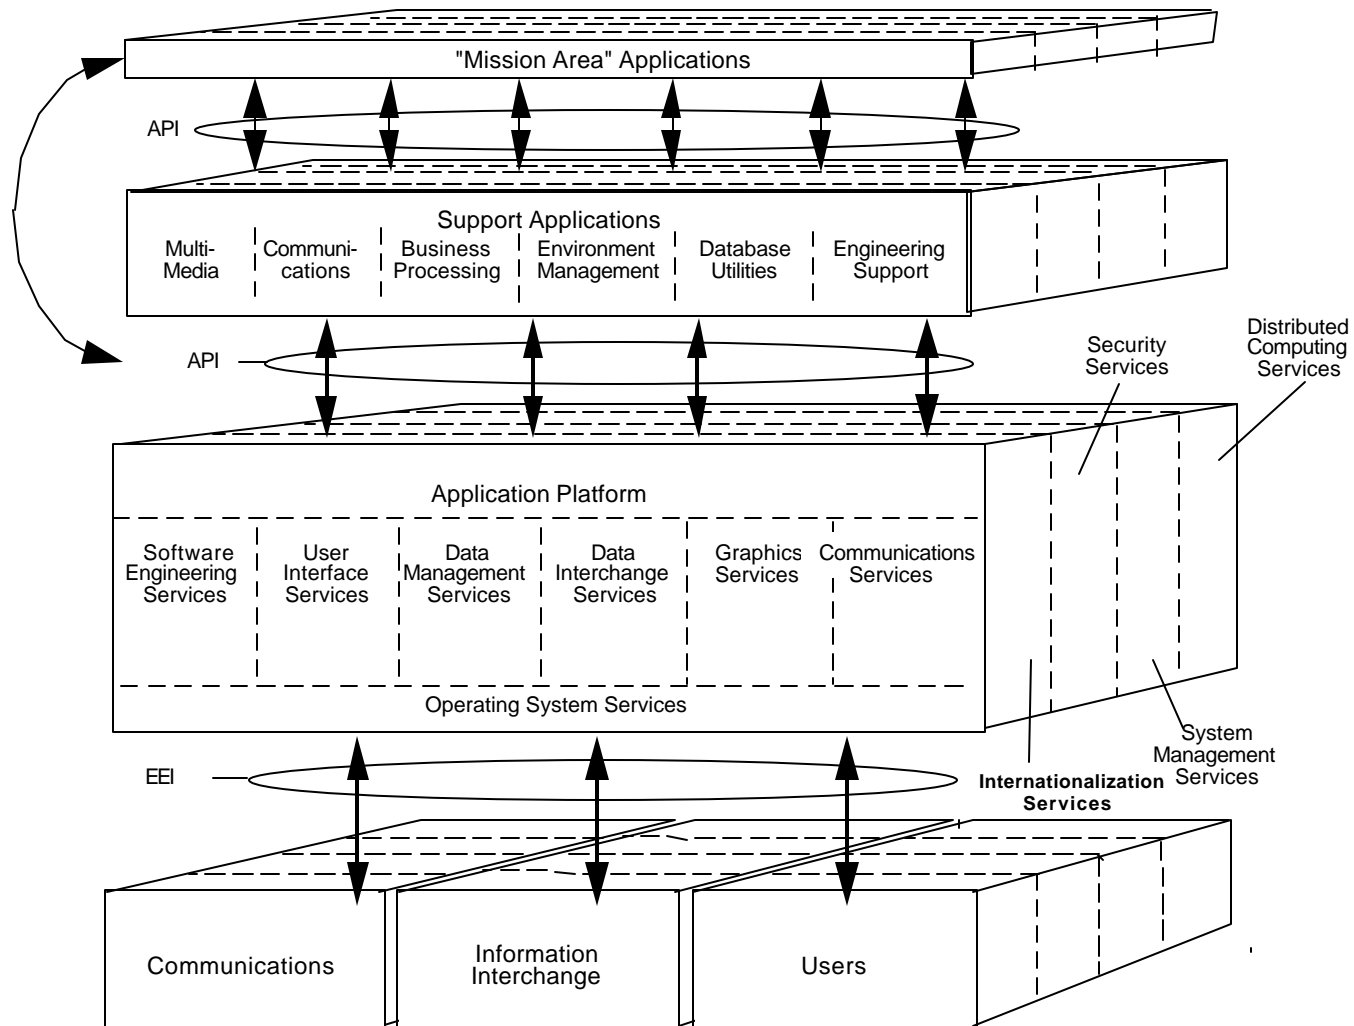 "Mission Area" Applications
API
Support Applications
Multi-
Media
Communi-
cations
Business
Processing
Environment
Management
Database
Utilities
Engineering
Support
API
Security
Services
Distributed
Computing
Services
Application Platform
Software
Engineering
Services
User
Interface
Services
Data
Management
Services
Data
Interchange
Services
Graphics
Services
Communications
Services
Operating System Services
EEI
Internationalization
Services
System
Management
Services
Communications
Information
Interchange
Users